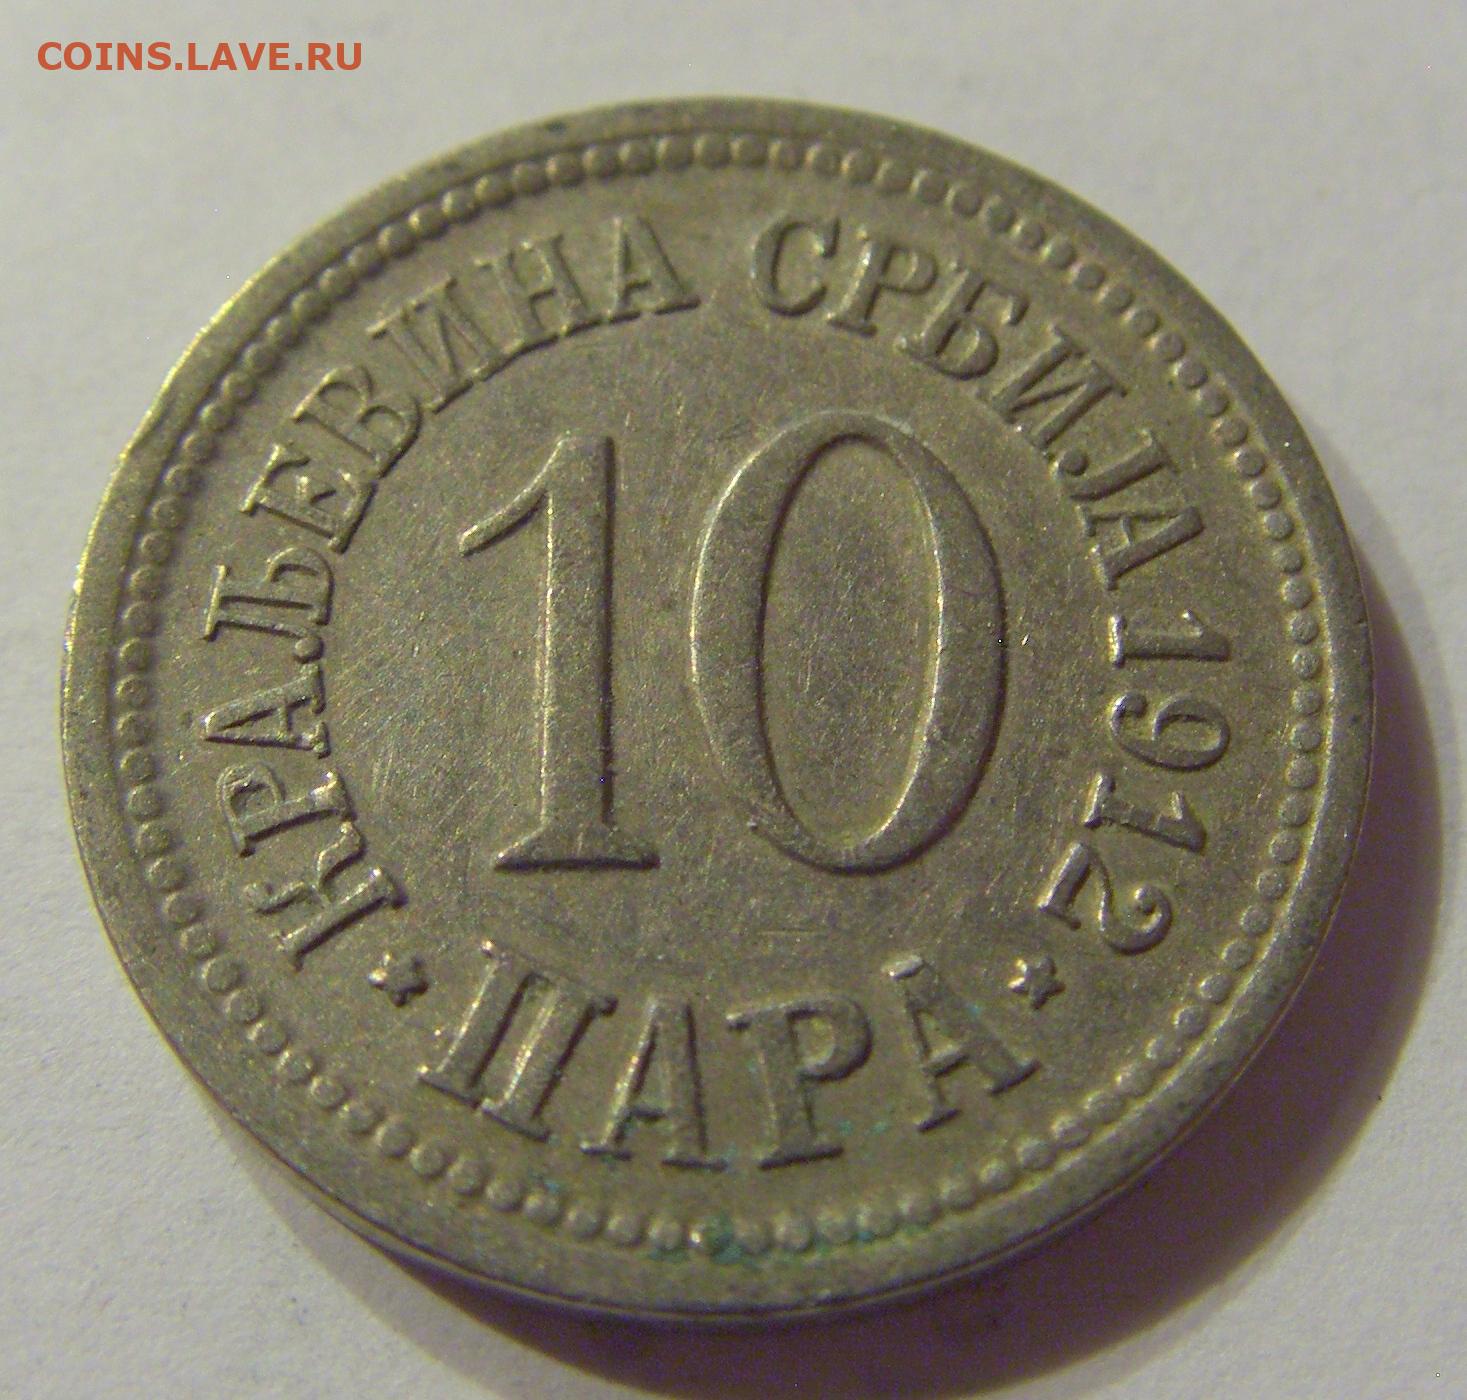 COINS.LAVE.RU
КРАЉЕВИНА СРБИЈА 1912
10
ПАРА